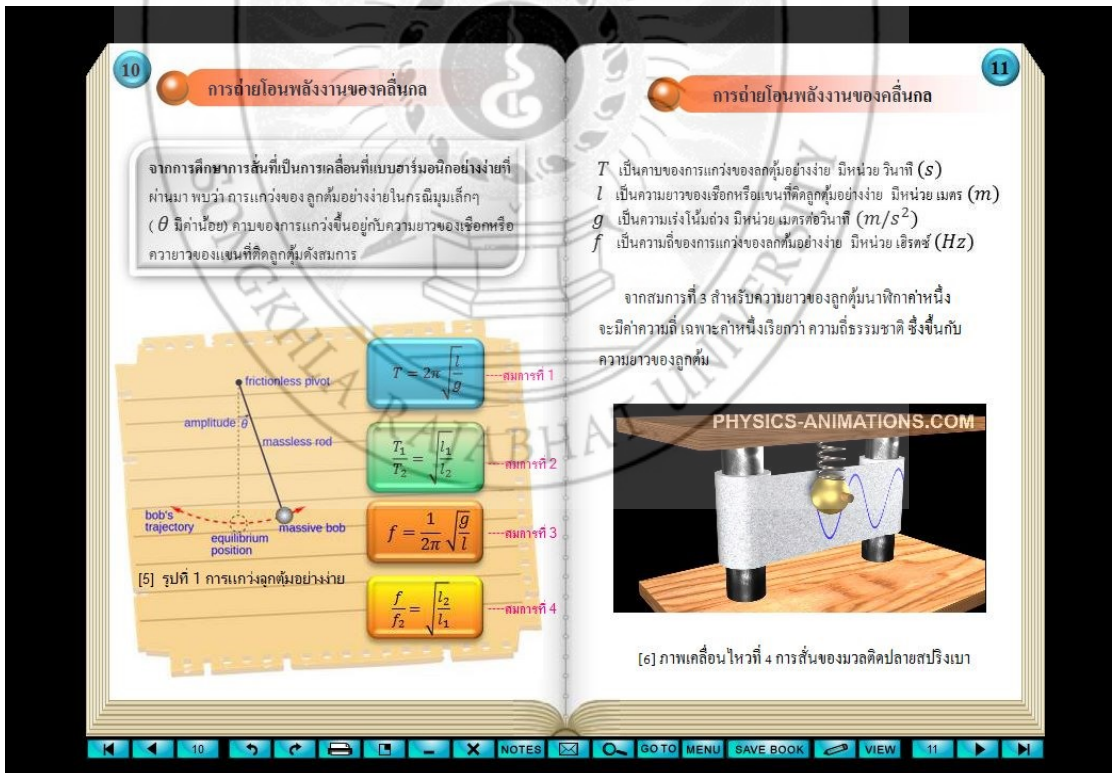 10
การถ่ายโอนพลังงานของคลื่นกล
จากการศึกษาการสั่นที่เป็นการเคลื่อนที่แบบฮาร์มอนิกอย่างง่ายที่
ผ่านมา พบว่า การแกว่งของ ลูกตุ้มอย่างง่ายในกรณีมุมเล็กๆ
( θ มีค่าน้อย) คาบของการแกว่งขึ้นอยู่กับความยาวของเชือกหรือ
ควายาวของแขนที่ติดลูกตุ้มดังสมการ
frictionless pivot
amplitude θ
massless rod
bob's
trajectory
equilibrium
position
massive bob
[5] รูปที่ 1 การแกว่งลูกตุ้มอย่างง่าย
T = 2π √(l/g) ----สมการที่ 1
T₁/T₂ = √(l₁/l₂) ----สมการที่ 2
f = 1/2π √(g/l) ----สมการที่ 3
f/f₂ = √(l₂/l₁) ----สมการที่ 4
11
การถ่ายโอนพลังงานของคลื่นกล
T เป็นคาบของการแกว่งของลูกตุ้มอย่างง่าย มีหน่วย วินาที (s)
l เป็นความยาวของเชือกหรือแขนที่ติดลูกตุ้มอย่างง่าย มีหน่วย เมตร (m)
g เป็นความเร่งโน้มถ่วง มีหน่วย เมตรต่อวินาที (m/s²)
f เป็นความถี่ของการแกว่งของลูกตุ้มอย่างง่าย มีหน่วย เฮิรตซ์ (Hz)
จากสมการที่ 3 สำหรับความยาวของลูกตุ้มนาฬิกาค่าหนึ่ง
จะมีค่าความถี่ เฉพาะค่าหนึ่งเรียกว่า ความถี่ธรรมชาติ ซึ่งขึ้นกับ
ความยาวของลูกตุ้ม
PHYSICS-ANIMATIONS.COM
[6] ภาพเคลื่อนไหวที่ 4 การสั่นของมวลติดปลายสปริงเบา
SONGKHLA RAJABHAT UNIVERSITY
10 NOTES GO TO MENU SAVE BOOK VIEW 11